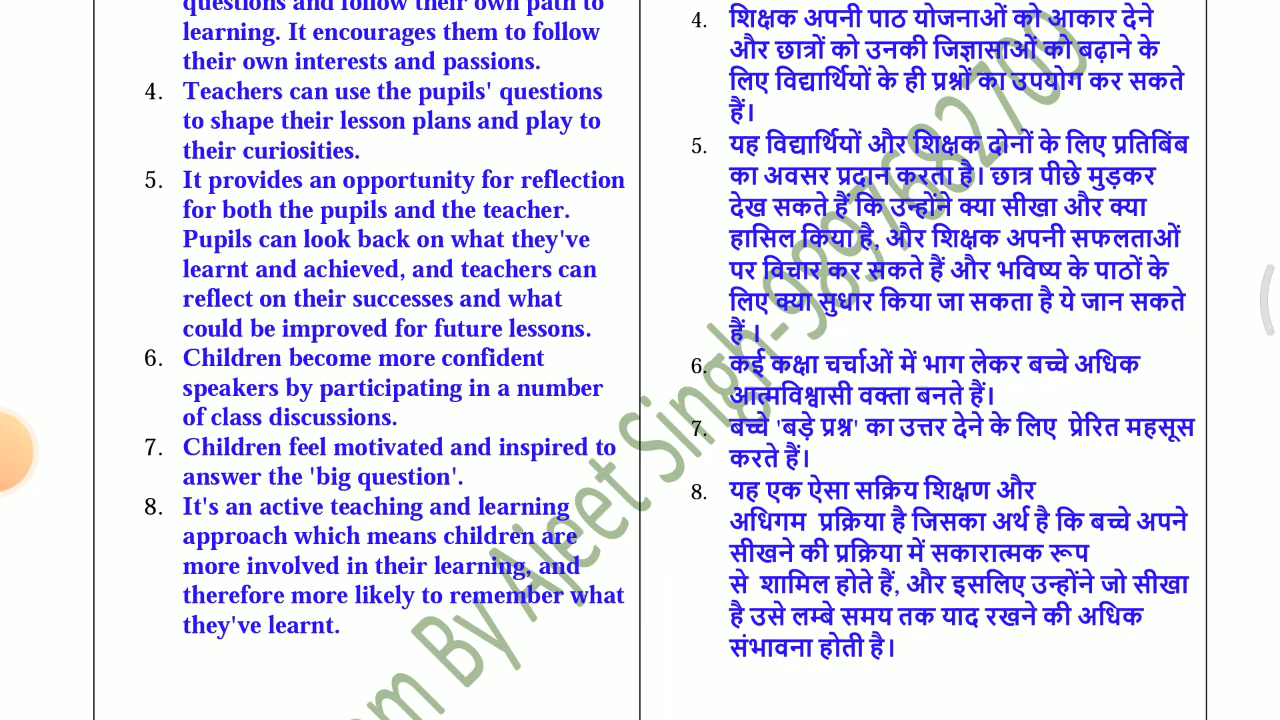 questions and follow their own path to
learning. It encourages them to follow
their own interests and passions.
4. Teachers can use the pupils' questions
to shape their lesson plans and play to
their curiosities.
5. It provides an opportunity for reflection
for both the pupils and the teacher.
Pupils can look back on what they've
learnt and achieved, and teachers can
reflect on their successes and what
could be improved for future lessons.
6. Children become more confident
speakers by participating in a number
of class discussions.
7. Children feel motivated and inspired to
answer the 'big question'.
8. It's an active teaching and learning
approach which means children are
more involved in their learning, and
therefore more likely to remember what
they've learnt.
4. शिक्षक अपनी पाठ योजनाओं को आकार देने
और छात्रों को उनकी जिज्ञासाओं को बढ़ाने के
लिए विद्यार्थियों के ही प्रश्नों का उपयोग कर सकते
हैं।
5. यह विद्यार्थियों और शिक्षक दोनों के लिए प्रतिबिंब
का अवसर प्रदान करता है। छात्र पीछे मुड़कर
देख सकते हैं कि उन्होंने क्या सीखा और क्या
हासिल किया है, और शिक्षक अपनी सफलताओं
पर विचार कर सकते हैं और भविष्य के पाठों के
लिए क्या सुधार किया जा सकता है ये जान सकते
हैं ।
6. कई कक्षा चर्चाओं में भाग लेकर बच्चे अधिक
आत्मविश्वासी वक्ता बनते हैं।
7. बच्चे 'बड़े प्रश्न' का उत्तर देने के लिए प्रेरित महसूस
करते हैं।
8. यह एक ऐसा सक्रिय शिक्षण और
अधिगम प्रक्रिया है जिसका अर्थ है कि बच्चे अपने
सीखने की प्रक्रिया में सकारात्मक रूप
से शामिल होते हैं, और इसलिए उन्होंने जो सीखा
है उसे लम्बे समय तक याद रखने की अधिक
संभावना होती है।
By Ajeet Singh-9897682709